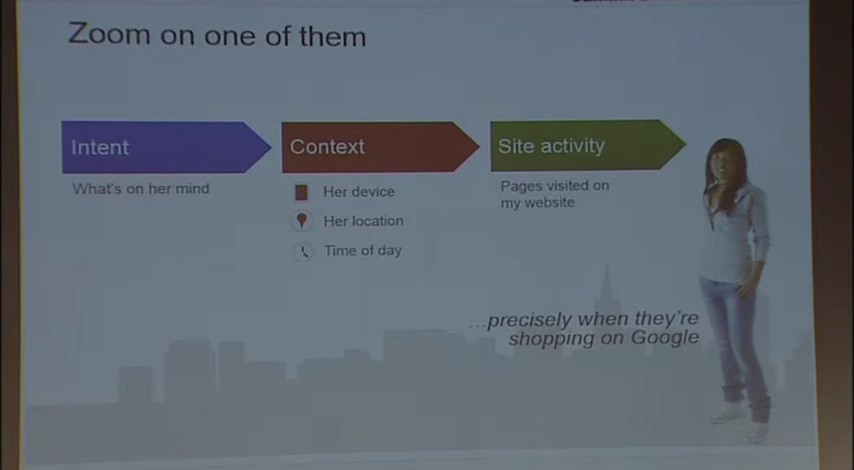 Zoom on one of them
Intent
Context
Site activity
What's on her mind
Her device
Her location
Time of day
Pages visited on
my website
...precisely when they're
shopping on Google